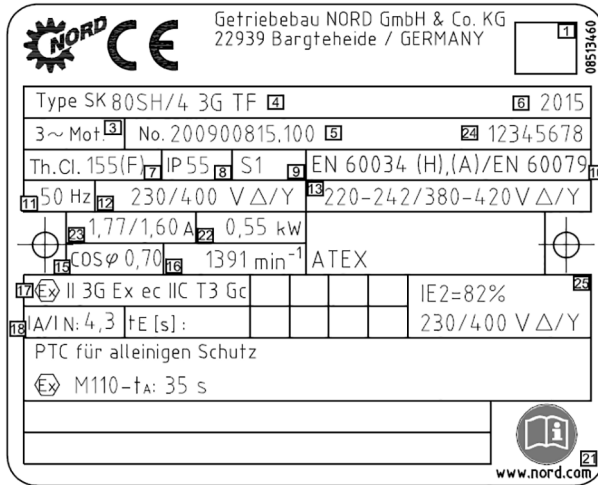 NORD CE Getriebebau NORD GmbH & Co. KG
22939 Bargteheide / GERMANY
1
08513460
Type SK 80SH/4 3G TF 4 6 2015
3~ Mot. 3 No. 200900815.100 5 24 12345678
Th.Cl. 155(F) 7 IP 55 8 S1 9 EN 60034 (H),(A)/EN 60079
11 50 Hz 12 230/400 V △/Y 13 220-242/380-420V △/Y
23 1,77/1,60 A 22 0,55 kW
15 COS φ 0,70 16 1391 min⁻¹ ATEX
17 Ex II 3G Ex ec IIC T3 Gc IE2=82% 25
18 IA/IN: 4,3 tE [s] : 230/400 V △/Y
PTC für alleinigen Schutz
Ex M110-tA: 35 s
21
www.nord.com